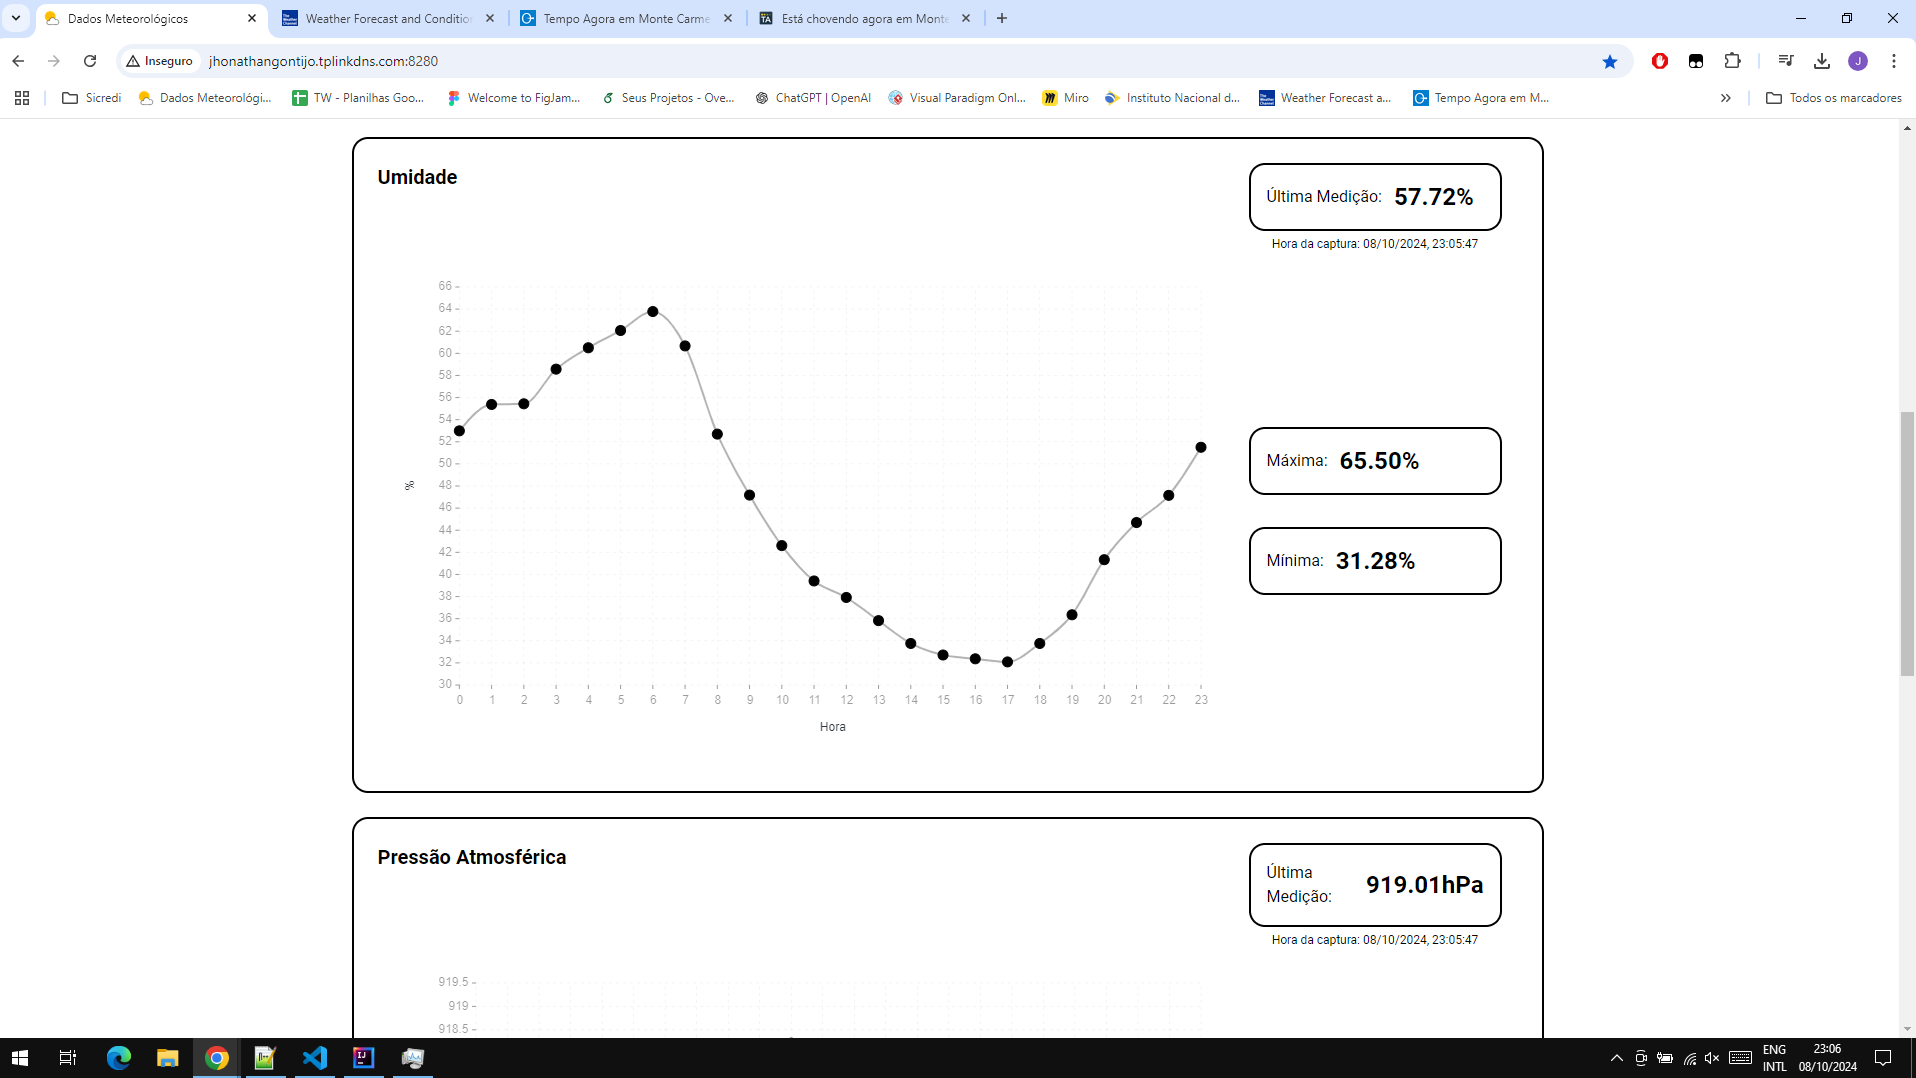 Dados Meteorológicos
Weather Forecast and Conditio
Tempo Agora em Monte Carme
Está chovendo agora em Monte
Inseguro
jhonathangontijo.tplinkdns.com:8280
Sicredi
Dados Meteorológi...
TW - Planilhas Goo...
Welcome to FigJam...
Seus Projetos - Ove...
ChatGPT | OpenAI
Visual Paradigm Onl...
Miro
Instituto Nacional d...
Weather Forecast a...
Tempo Agora em M...
Todos os marcadores
Umidade
Última Medição: 57.72%
Hora da captura: 08/10/2024, 23:05:47
66
64
62
60
58
56
54
52
50
48
46
44
42
40
38
36
34
32
30
%
0 1 2 3 4 5 6 7 8 9 10 11 12 13 14 15 16 17 18 19 20 21 22 23
Hora
Máxima: 65.50%
Mínima: 31.28%
Pressão Atmosférica
Última
Medição:
919.01hPa
Hora da captura: 08/10/2024, 23:05:47
919.5
919
918.5
ENG
INTL
23:06
08/10/2024